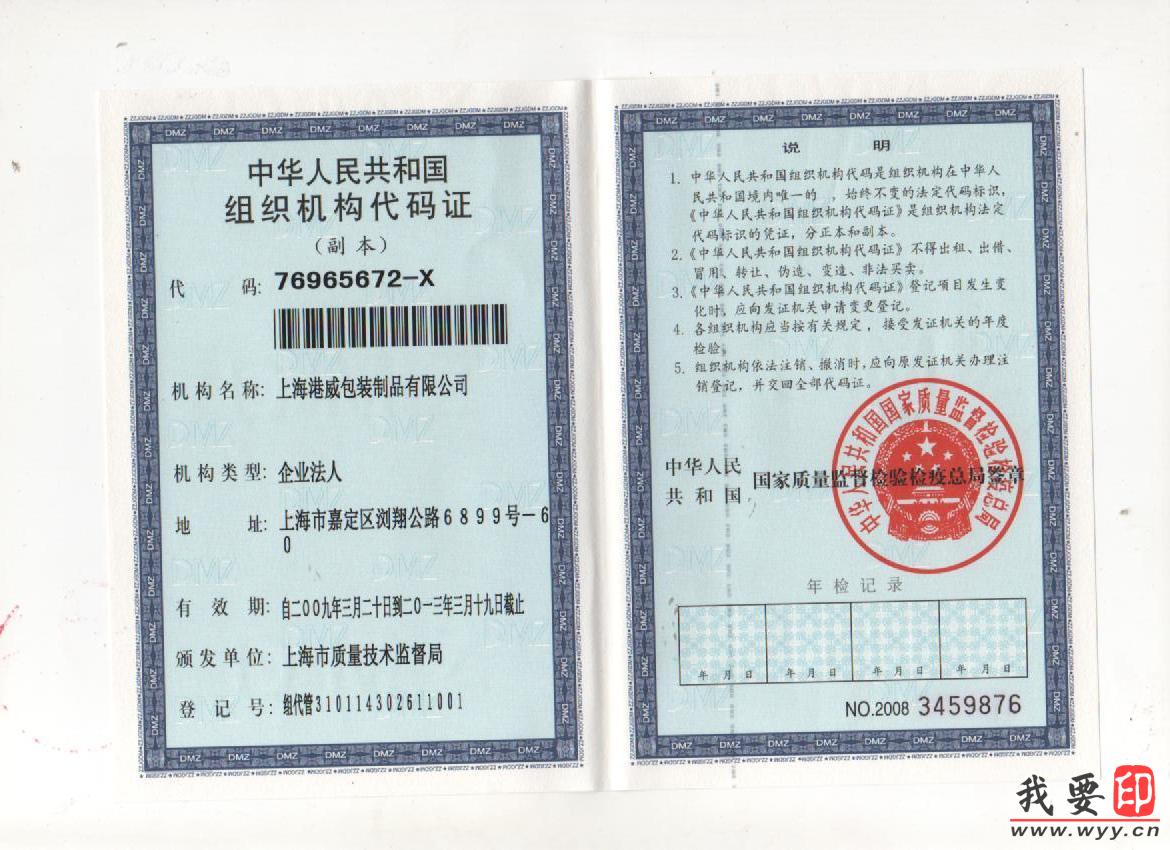 中华人民共和国
组织机构代码证
(副本)
代 码: 76965672-X
机构名称: 上海港威包装制品有限公司
机构类型: 企业法人
地 址: 上海市嘉定区浏翔公路6899号-6
0
有 效 期: 自二00九年三月二十日到二0一三年三月十九日截止
颁发单位: 上海市质量技术监督局
登 记 号: 组代管310114302611001
说 明
1. 中华人民共和国组织机构代码是组织机构在中华人
民共和国境内唯一的 ,始终不变的法定代码标识,
《中华人民共和国组织机构代码证》是组织机构法定
代码标识的凭证,分正本和副本。
2. 《中华人民共和国组织机构代码证》不得出租、出借、
冒用、转让、伪造、变造、非法买卖。
3. 《中华人民共和国组织机构代码证》登记项目发生变
化时,应向发证机关申请变更登记。
4. 各组织机构应当按有关规定 ,接受发证机关的年度
检验。
5. 组织机构依法注销、撤消时,应向原发证机关办理注
销登记,并交回全部代码证。
中华人民
共 和 国 国家质量监督检验检疫总局签章
中华人民共和国国家质量监督检验检疫总局
年检记录
年 月 日 年 月 日 年 月 日 年 月 日
NO.2008 3459876
我要印
www.wyy.cn